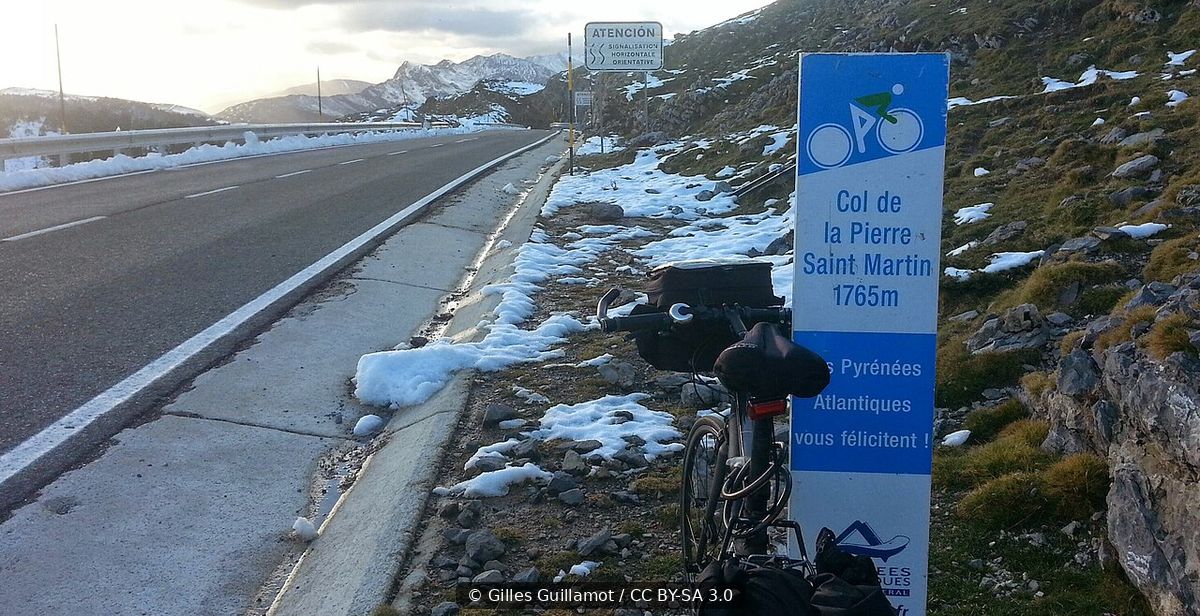 ATENCIÓN
SIGNALISATION
HORIZONTALE
ORIENTATIVE
Col de
la Pierre
Saint Martin
1765m
Pyrénées
Atlantiques
vous félicitent !
© Gilles Guillamot / CC BY-SA 3.0